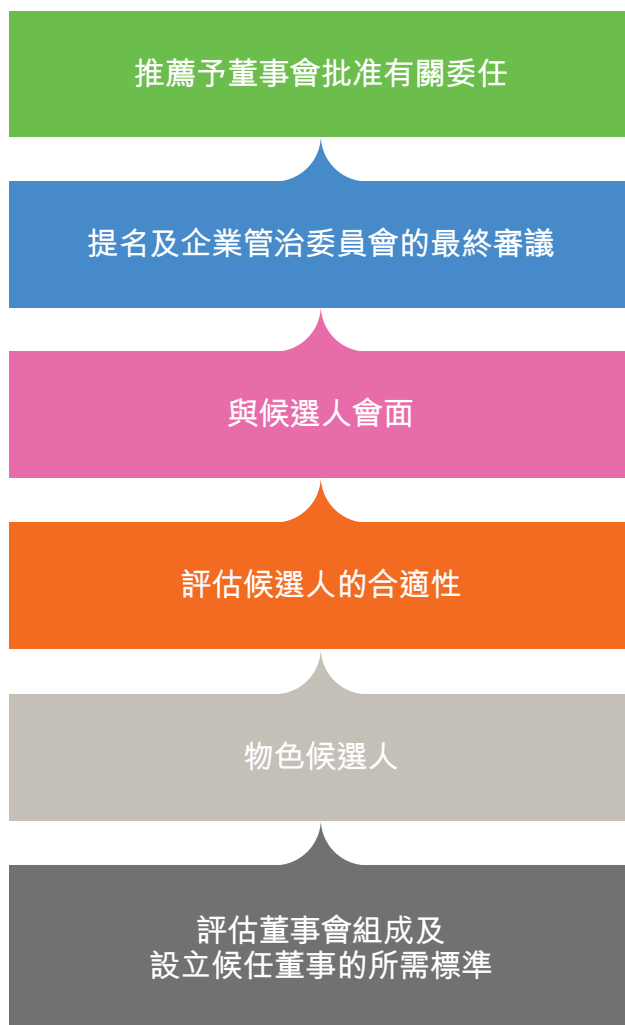 推薦予董事會批准有關委任
提名及企業管治委員會的最終審議
與候選人會面
評估候選人的合適性
物色候選人
評估董事會組成及
設立候任董事的所需標準